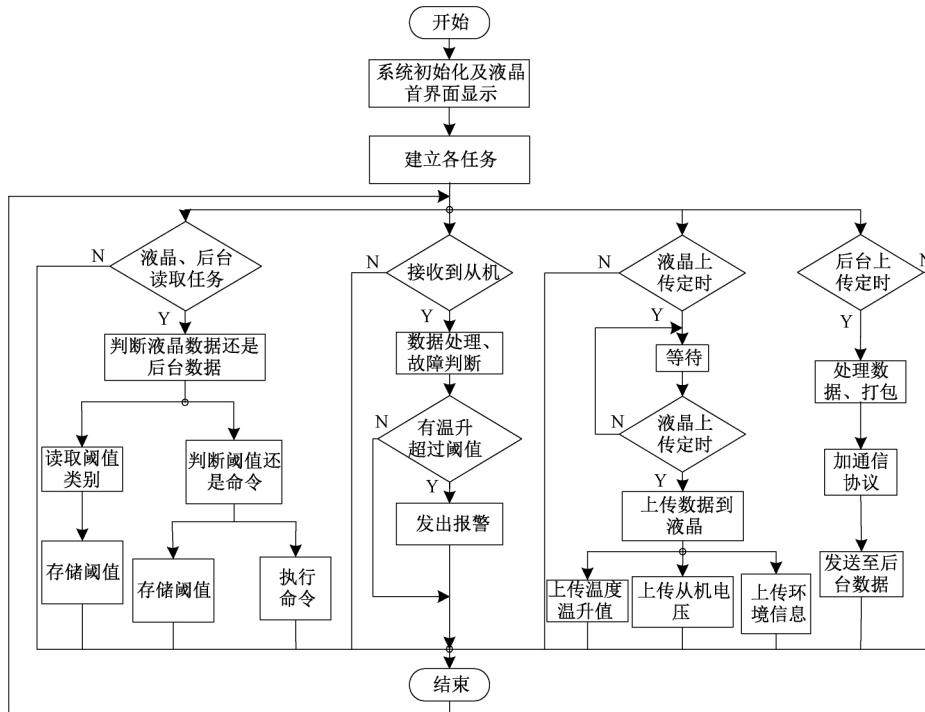 开始
系统初始化及液晶
首界面显示
建立各任务
N
液晶、后台
读取任务
Y
判断液晶数据还是
后台数据
读取阈值
类别
存储阈值
判断阈值还
是命令
存储阈值
执行
命令
N
接收到从机
Y
数据处理、
故障判断
N
有温升
超过阈值
Y
发出报警
N
液晶上
传定时
Y
等待
N
液晶上
传定时
Y
上传数据到
液晶
上传温度
温升值
上传从机电
压
上传环
境信息
后台上
传定时
N
Y
处理数
据、打包
加通信
协议
发送至后
台数据
结束